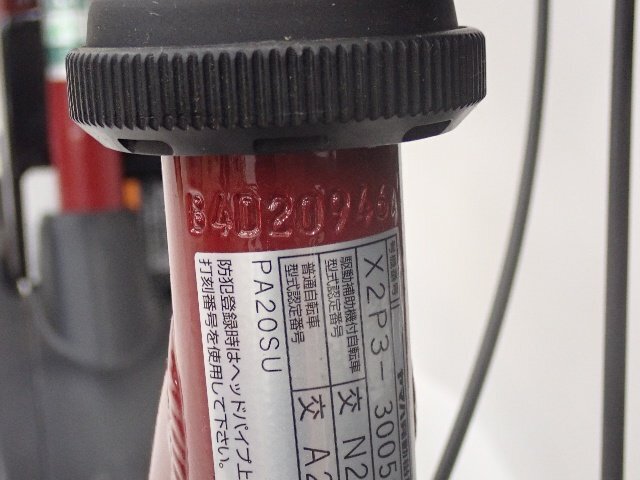 84D20946
X2P3-3005
駆動補助機付自転車
型式認定番号
交 N2
普通自転車
型式認定番号
交 A2
PA20SU
防犯登録時はヘッドパイプ上
打刻番号を使用して下さい。